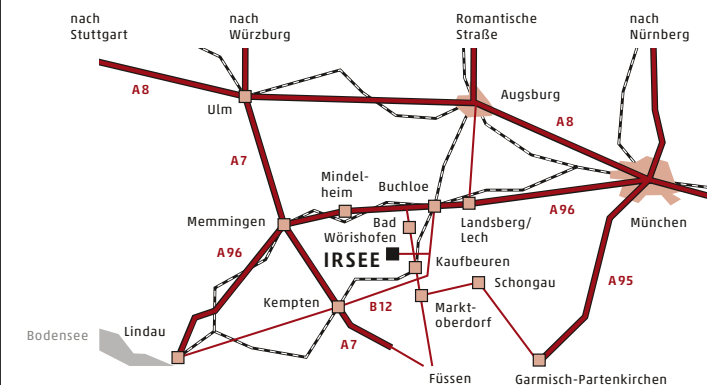 nach
Stuttgart
nach
Würzburg
Romantische
Straße
nach
Nürnberg
A8
Ulm
Augsburg
A8
A7
Mindel-
heim
Buchloe
Memmingen
Bad
Wörishofen
Landsberg/
Lech
A96
München
A96
IRSEE
Kaufbeuren
Schongau
A95
Kempten
B12
Markt-
oberdorf
Bodensee
Lindau
A7
Füssen
Garmisch-Partenkirchen